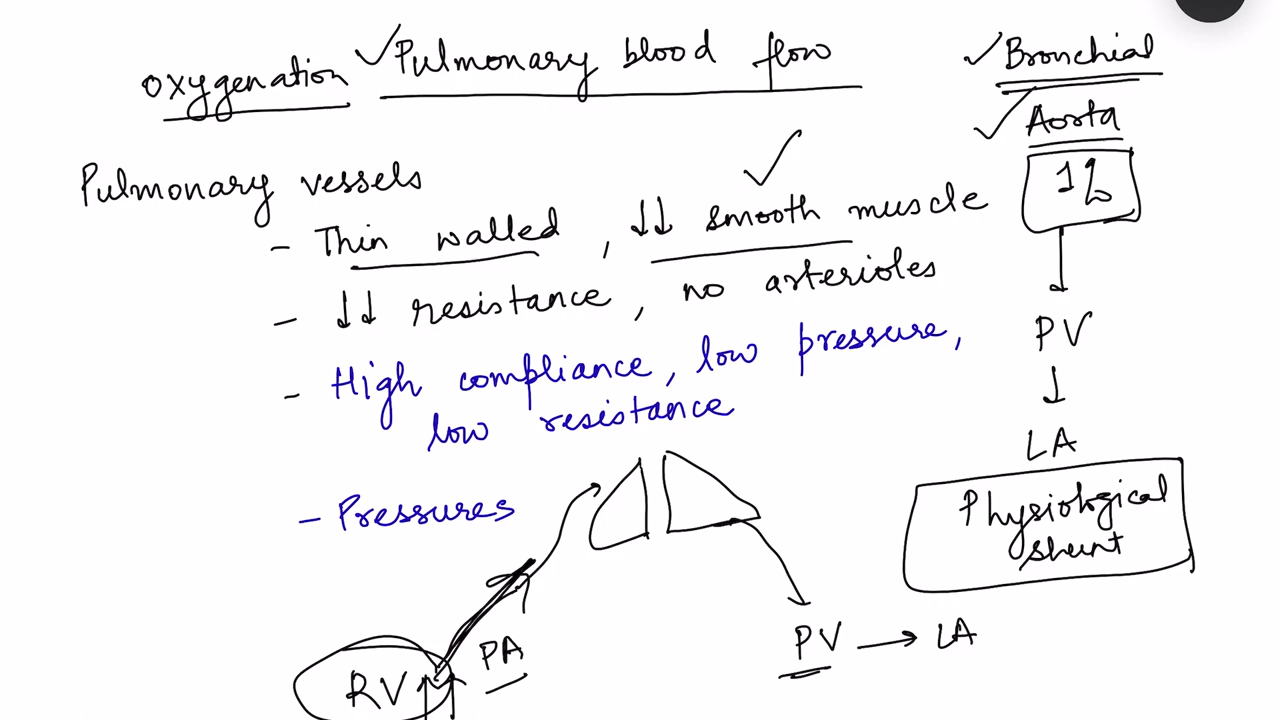 oxygenation ✓Pulmonary blood flow
Pulmonary vessels
- Thin walled, ↓↓ smooth muscle ✓
- ↓↓ resistance, no arterioles
- High compliance, low pressure,
low resistance
- Pressures
RV ↑↑
PA
PV → LA
✓Bronchial
✓Aorta
1%
↓
PV
↓
LA
Physiological
shunt